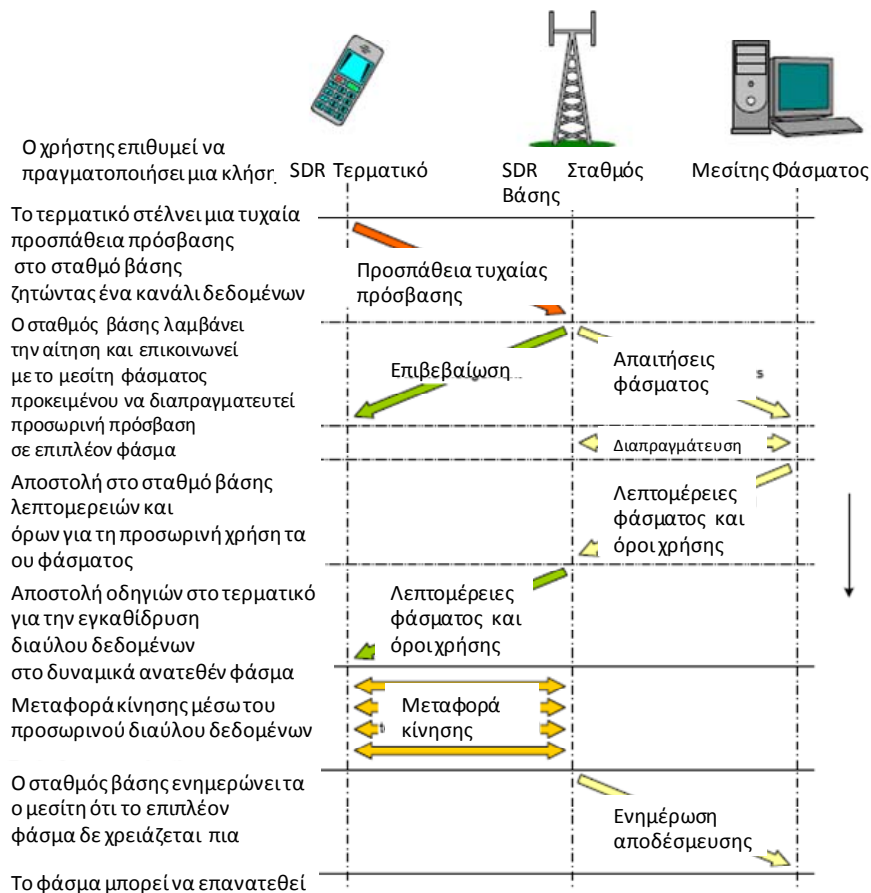 Ο χρήστης επιθυμεί να
πραγματοποιήσει μια κλήση
SDR Τερματικό
SDR Σταθμός
Βάσης
Μεσίτης Φάσματος
Το τερματικό στέλνει μια τυχαία
προσπάθεια πρόσβασης
στο σταθμό βάσης
ζητώντας ένα κανάλι δεδομένων
Προσπάθεια τυχαίας
πρόσβασης
Ο σταθμός βάσης λαμβάνει
την αίτηση και επικοινωνεί
με το μεσίτη φάσματος
προκειμένου να διαπραγματευτεί
προσωρινή πρόσβαση
σε επιπλέον φάσμα
Επιβεβαίωση
Απαιτήσεις
φάσματος
s
Διαπραγμάτευση
Αποστολή στο σταθμό βάσης
λεπτομερειών και
όρων για τη προσωρινή χρήση τα
ου φάσματος
Λεπτομέρειες
φάσματος και
όροι χρήσης
Αποστολή οδηγιών στο τερματικό
για την εγκαθίδρυση
διαύλου δεδομένων
στο δυναμικά ανατεθέν φάσμα
Λεπτομέρειες
φάσματος και
όροι χρήσης
Μεταφορά κίνησης μέσω του
προσωρινού διαύλου δεδομένων
Μεταφορά
κίνησης
Ο σταθμός βάσης ενημερώνει τα
ο μεσίτη ότι το επιπλέον
φάσμα δε χρειάζεται πια
Ενημέρωση
αποδέσμευσης
Το φάσμα μπορεί να επανατεθεί